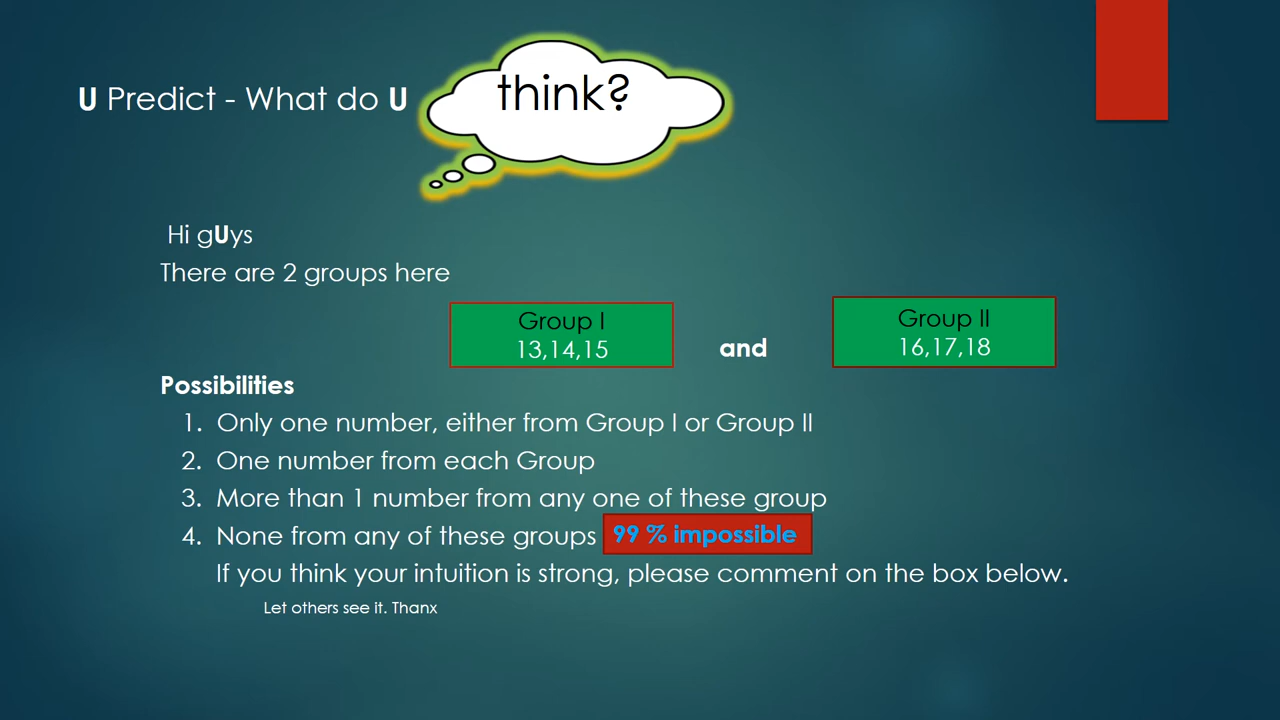 U Predict - What do U think?
Hi gUys
There are 2 groups here
Group I
13,14,15
and
Group II
16,17,18
Possibilities
1. Only one number, either from Group I or Group II
2. One number from each Group
3. More than 1 number from any one of these group
4. None from any of these groups 99 % impossible
If you think your intuition is strong, please comment on the box below.
Let others see it. Thanx